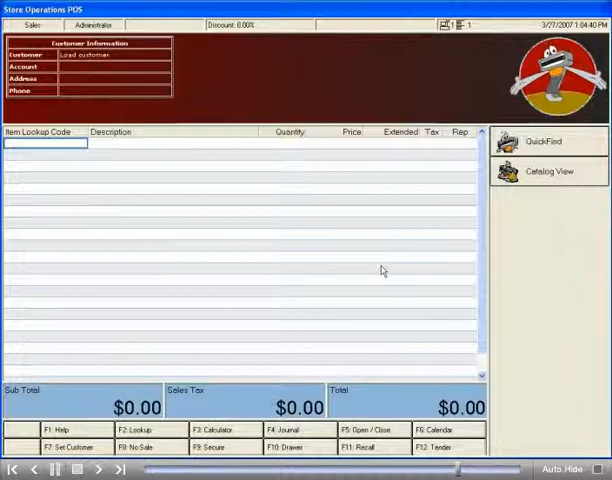 Store Operations POS
Sales Administrator Discount: 0.00% 1 1 3/27/2007 1:04:40 PM
Customer Information
Customer Load customer
Account
Address
Phone
Item Lookup Code Description Quantity Price Extended Tax Rep
QuickFind
Catalog View
Sub Total Sales Tax Total
$0.00 $0.00 $0.00
F1: Help F2: Lookup F3: Calculator F4: Journal F5: Open / Close F6: Calendar
F7: Set Customer F8: No Sale F9: Secure F10: Drawer F11: Recall F12: Tender
Auto Hide